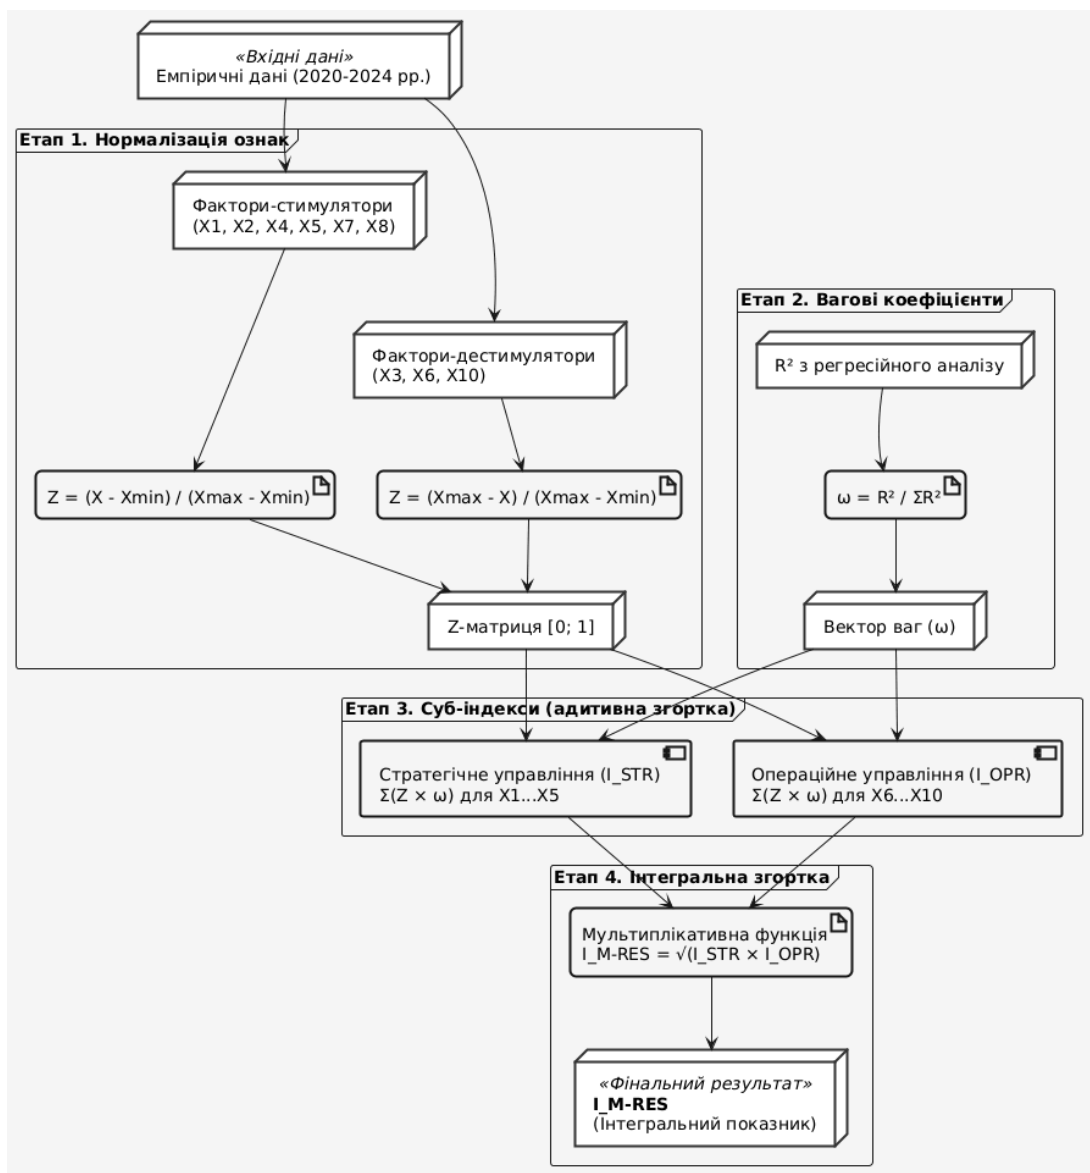 «Вхідні дані»
Емпіричні дані (2020-2024 рр.)
Етап 1. Нормалізація ознак
Фактори-стимулятори
(X1, X2, X4, X5, X7, X8)
Фактори-дестимулятори
(X3, X6, X10)
Z = (X - Xmin) / (Xmax - Xmin)
Z = (Xmax - X) / (Xmax - Xmin)
Z-матриця [0; 1]
Етап 2. Вагові коефіцієнти
R² з регресійного аналізу
ω = R² / ΣR²
Вектор ваг (ω)
Етап 3. Суб-індекси (адитивна згортка)
Стратегічне управління (I_STR)
Σ(Z × ω) для X1...X5
Операційне управління (I_OPR)
Σ(Z × ω) для X6...X10
Етап 4. Інтегральна згортка
Мультиплікативна функція
I_M-RES = √(I_STR × I_OPR)
«Фінальний результат»
I_M-RES
(Інтегральний показник)